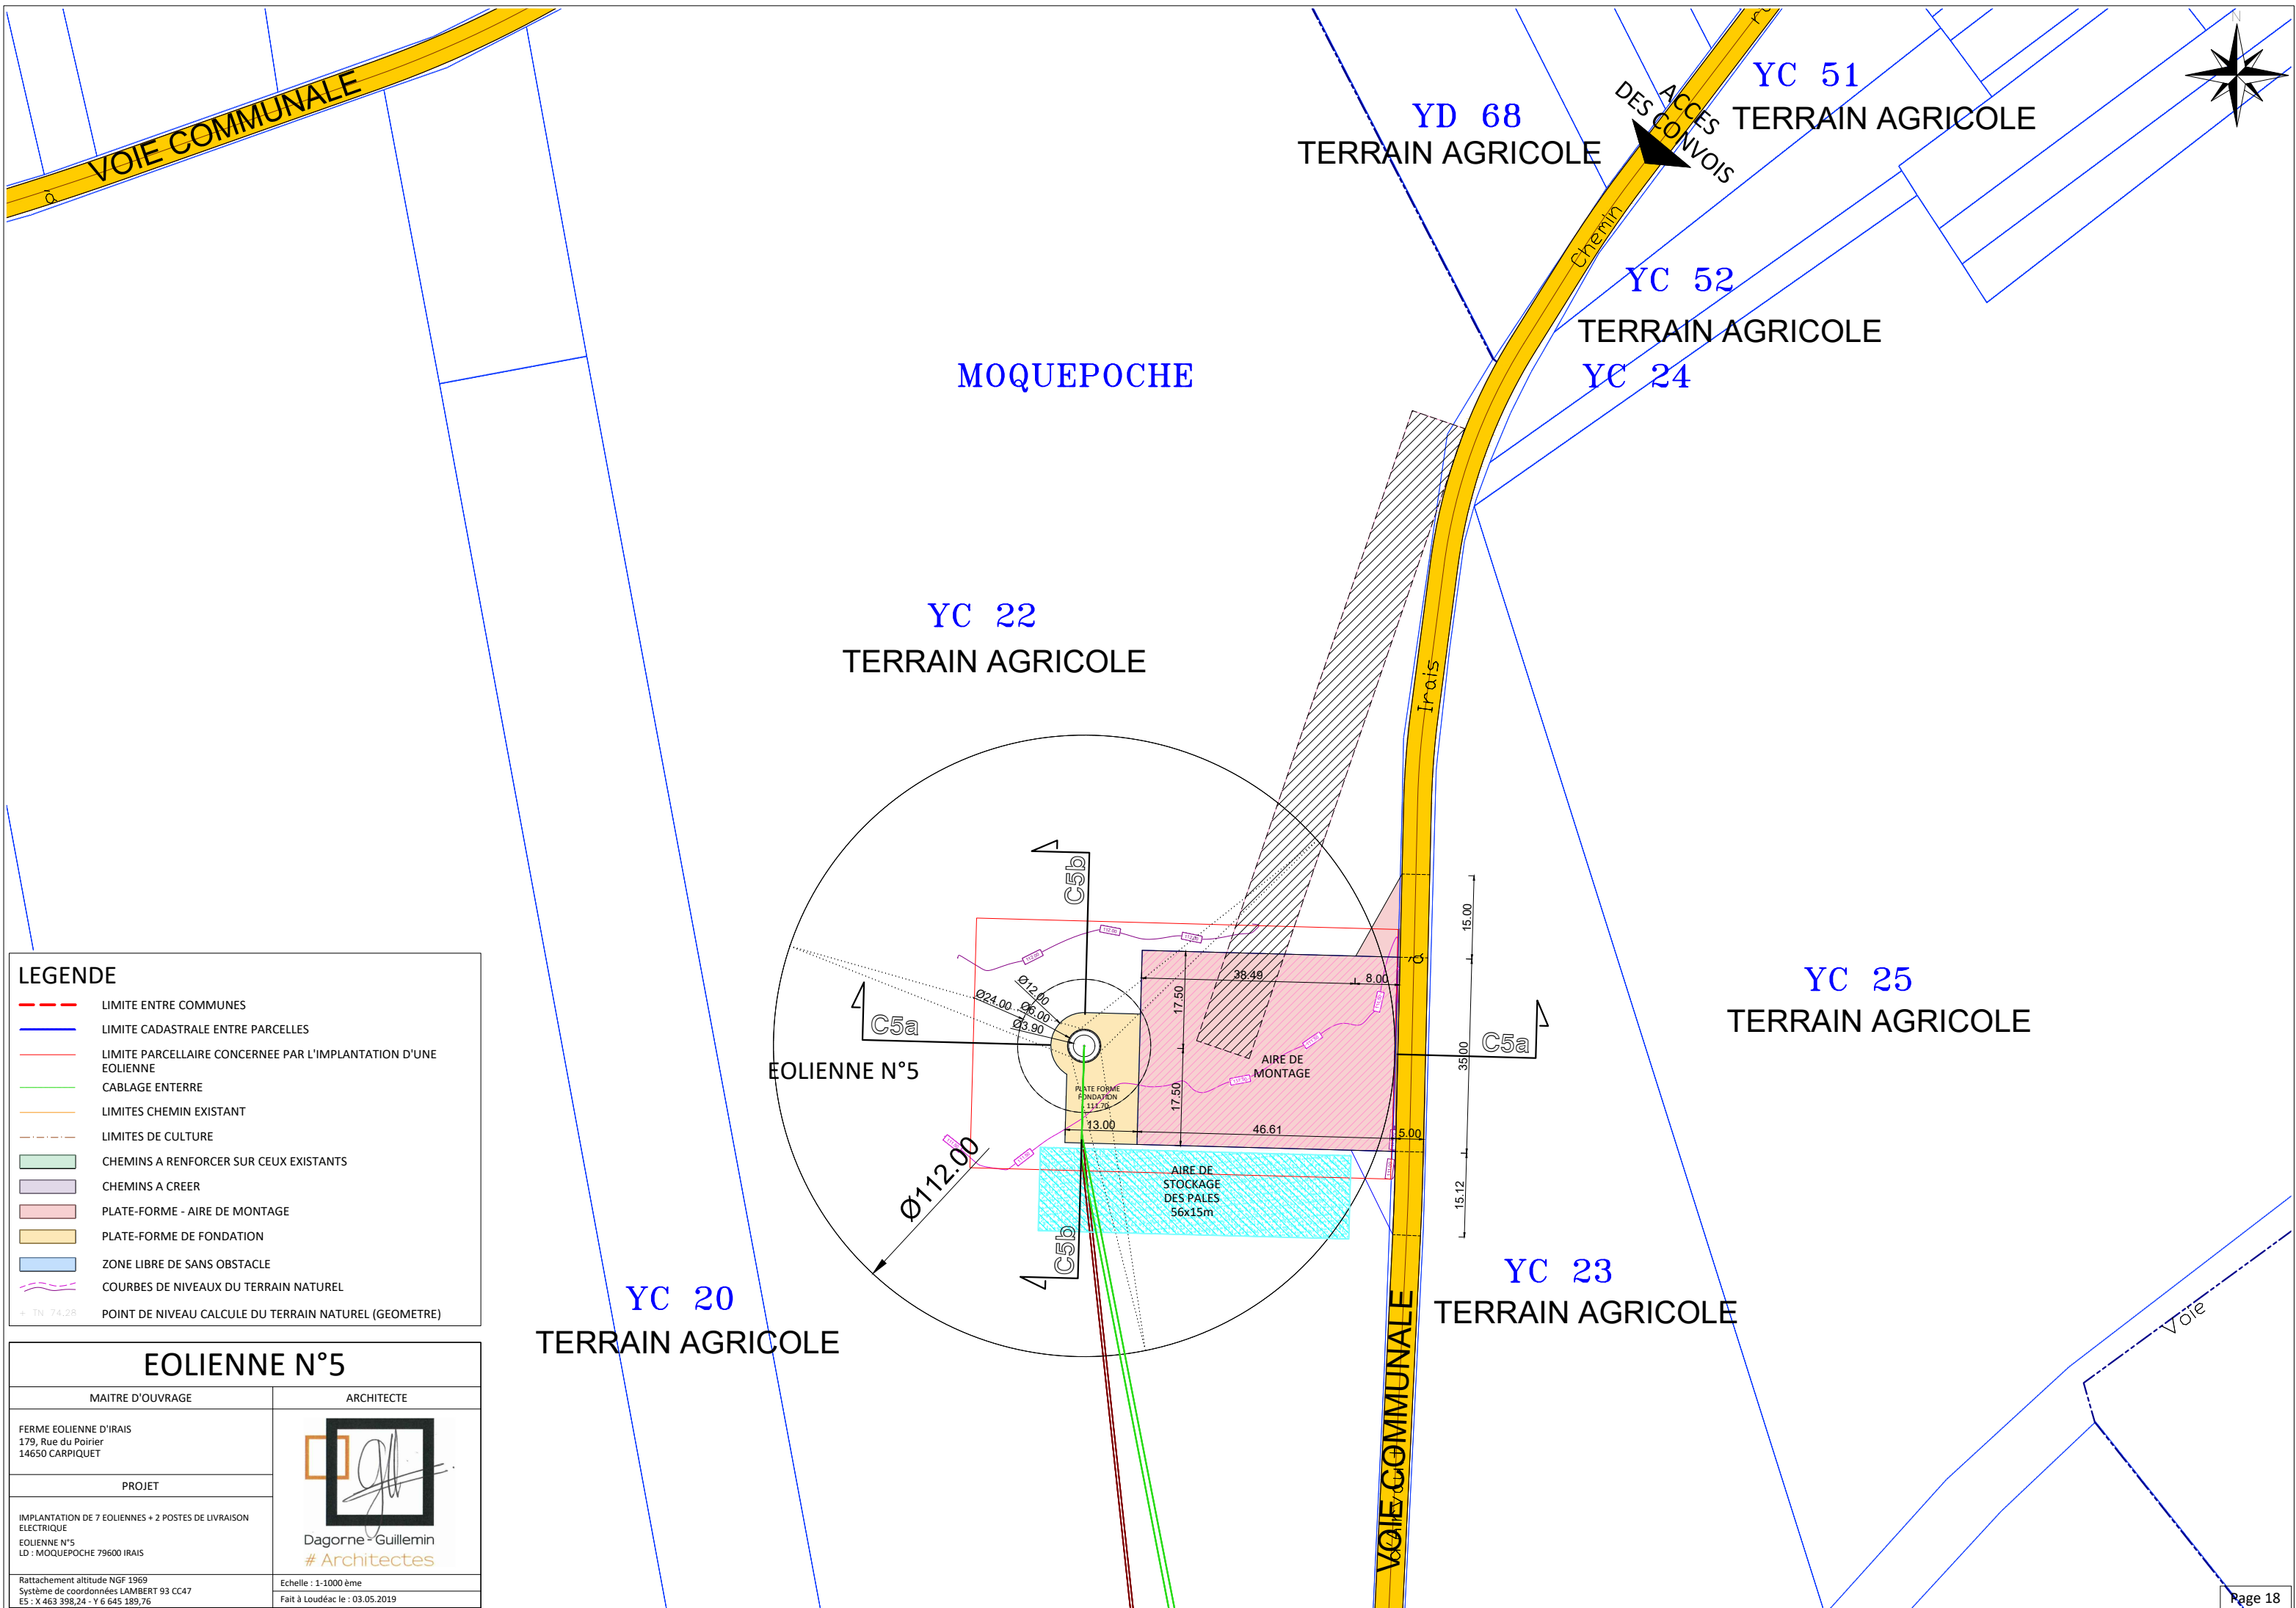 N
VOIE COMMUNALE
à
YD 68
TERRAIN AGRICOLE
ACCES
DES CONVOIS
YC 51
TERRAIN AGRICOLE
Chemin
YC 52
TERRAIN AGRICOLE
YC 24
MOQUEPOCHE
YC 22
TERRAIN AGRICOLE
Irais
C5b
C5a
Ø12.00
Ø24.00
Ø6.00
Ø3.90
EOLIENNE N°5
38.49
8.00
17.50
17.50
AIRE DE
MONTAGE
PLATE FORME
FONDATION
111.70
13.00
46.61
5.00
à
15.00
35.00
15.12
C5a
YC 25
TERRAIN AGRICOLE
Ø112.00
AIRE DE
STOCKAGE
DES PALES
56x15m
C5b
YC 20
TERRAIN AGRICOLE
YC 23
TERRAIN AGRICOLE
VOIE COMMUNALE
Voie
LEGENDE
LIMITE ENTRE COMMUNES
LIMITE CADASTRALE ENTRE PARCELLES
LIMITE PARCELLAIRE CONCERNEE PAR L'IMPLANTATION D'UNE
EOLIENNE
CABLAGE ENTERRE
LIMITES CHEMIN EXISTANT
LIMITES DE CULTURE
CHEMINS A RENFORCER SUR CEUX EXISTANTS
CHEMINS A CREER
PLATE-FORME - AIRE DE MONTAGE
PLATE-FORME DE FONDATION
ZONE LIBRE DE SANS OBSTACLE
COURBES DE NIVEAUX DU TERRAIN NATUREL
+ TN 74.28 POINT DE NIVEAU CALCULE DU TERRAIN NATUREL (GEOMETRE)
EOLIENNE N°5
MAITRE D'OUVRAGE
ARCHITECTE
FERME EOLIENNE D'IRAIS
179, Rue du Poirier
14650 CARPIQUET
PROJET
IMPLANTATION DE 7 EOLIENNES + 2 POSTES DE LIVRAISON
ELECTRIQUE
EOLIENNE N°5
LD : MOQUEPOCHE 79600 IRAIS
Dagorne-Guillemin
# Architectes
Rattachement altitude NGF 1969
Système de coordonnées LAMBERT 93 CC47
E5 : X 463 398,24 - Y 6 645 189,76
Echelle : 1-1000 ème
Fait à Loudéac le : 03.05.2019
Page 18